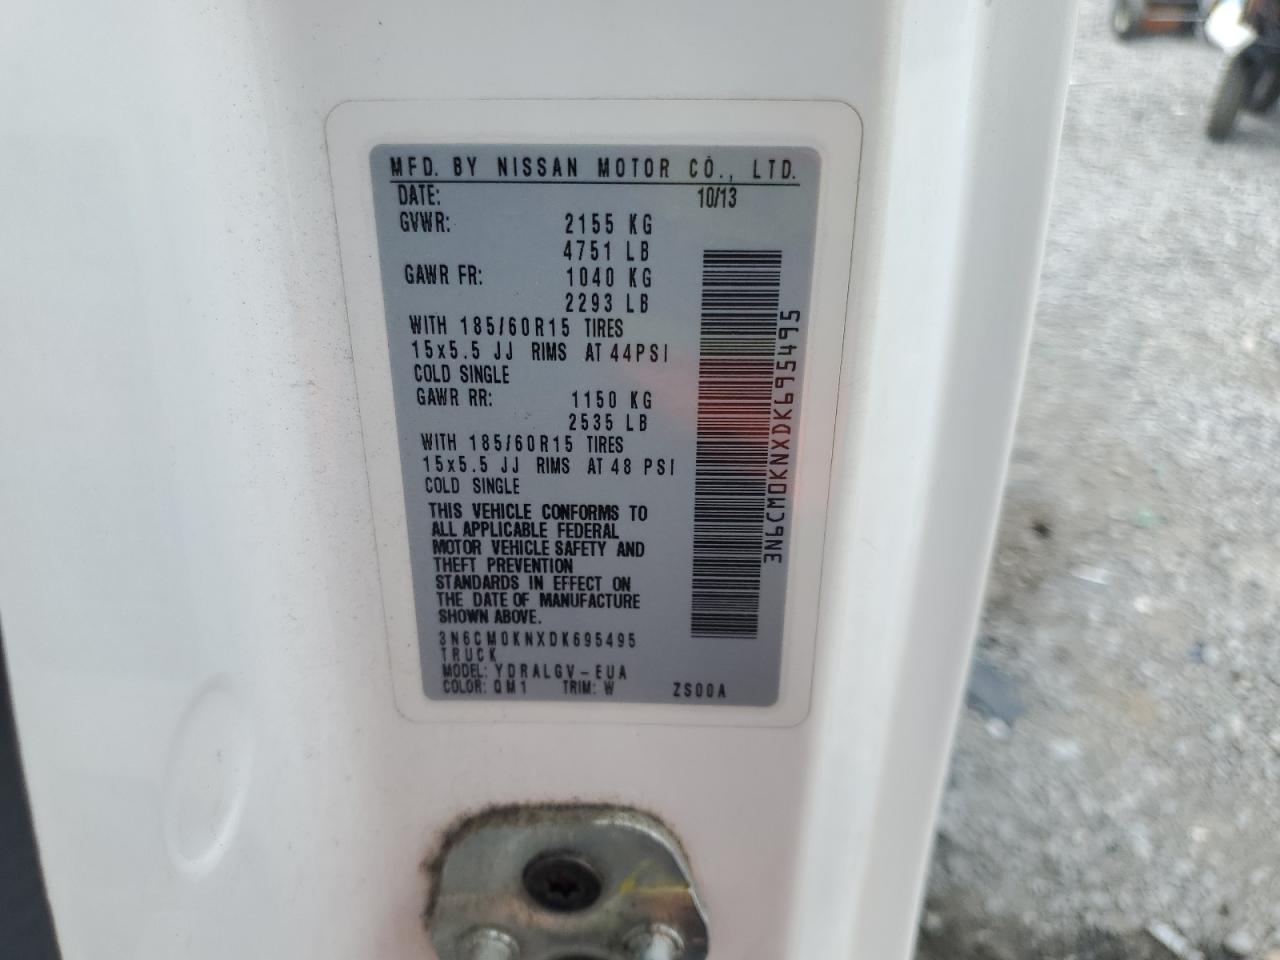 MFD. BY NISSAN MOTOR CO., LTD.
DATE: 10/13
GVWR: 2155 KG
4751 LB
GAWR FR: 1040 KG
2293 LB
WITH 185/60R15 TIRES
15x5.5 JJ RIMS AT 44PSI
COLD SINGLE
GAWR RR: 1150 KG
2535 LB
WITH 185/60R15 TIRES
15x5.5 JJ RIMS AT 48 PSI
COLD SINGLE
THIS VEHICLE CONFORMS TO
ALL APPLICABLE FEDERAL
MOTOR VEHICLE SAFETY AND
THEFT PREVENTION
STANDARDS IN EFFECT ON
THE DATE OF MANUFACTURE
SHOWN ABOVE.
3N6CM0KNXDK695495
TRUCK
MODEL: YDRALGV-EUA
COLOR: QM1 TRIM: W ZS00A
3N6CM0KNXDK695495